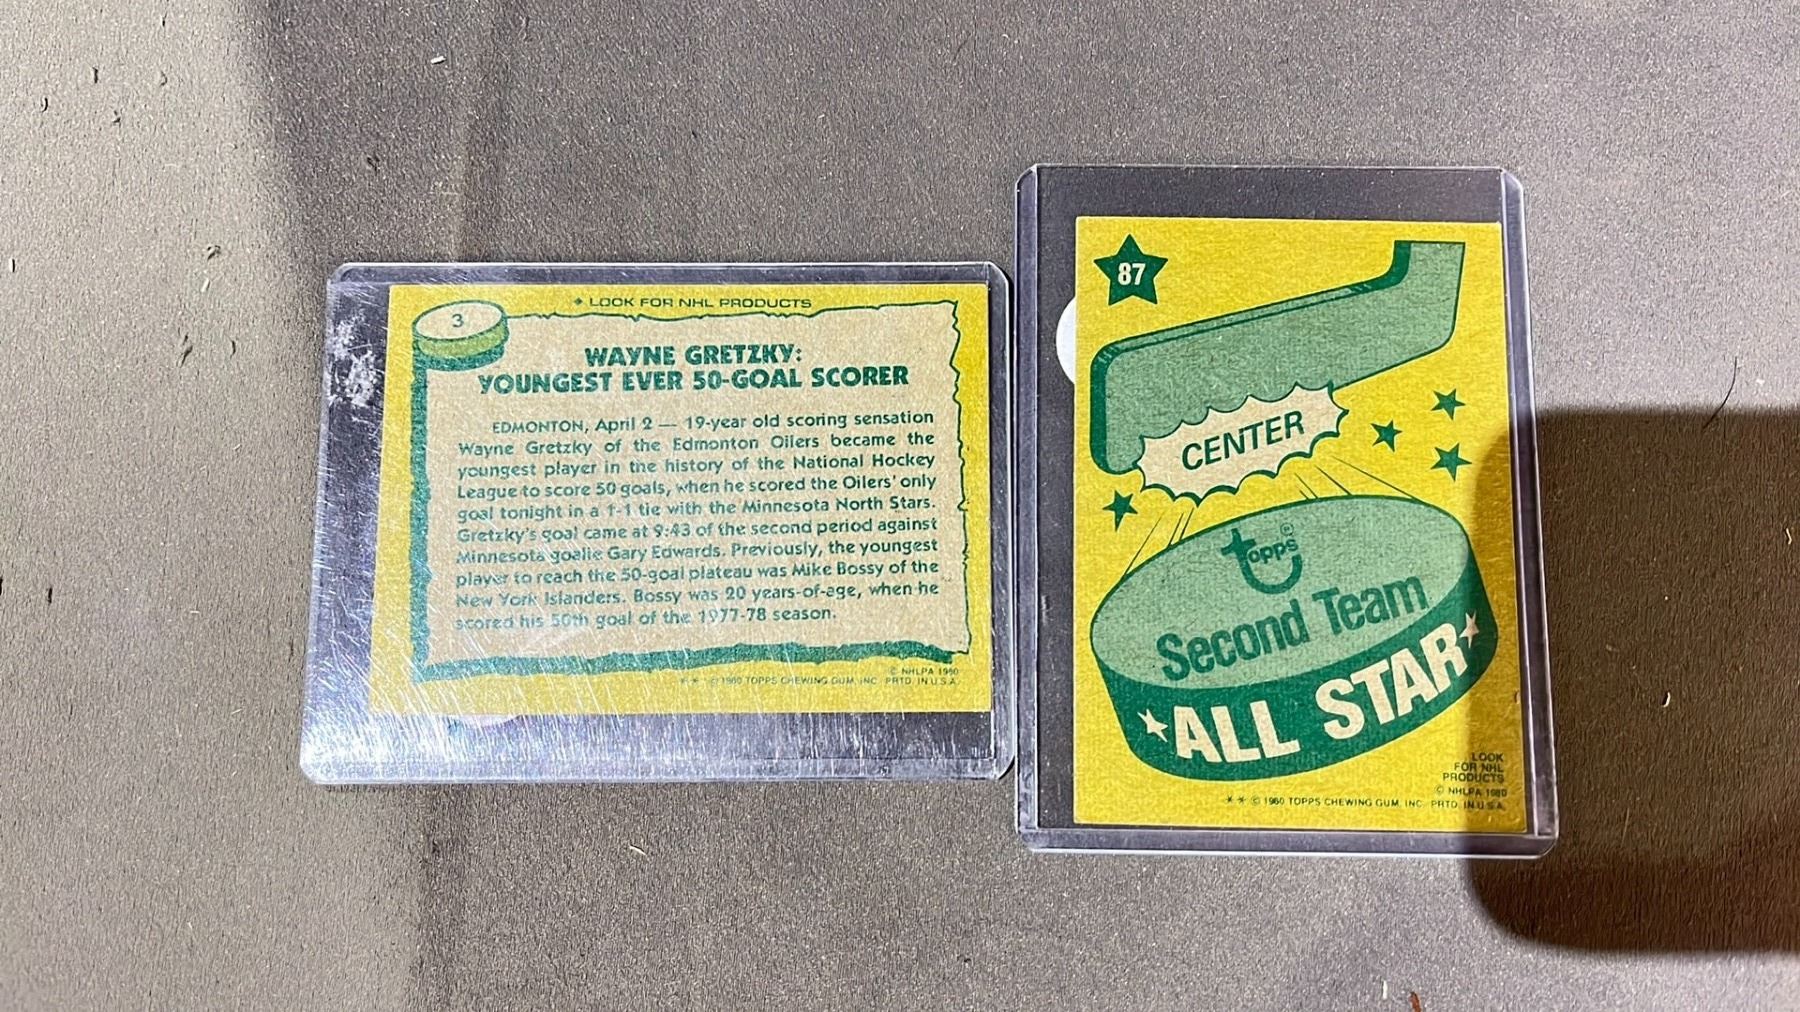 * LOOK FOR NHL PRODUCTS
3
WAYNE GRETZKY:
YOUNGEST EVER 50-GOAL SCORER
EDMONTON, April 2 — 19-year old scoring sensation
Wayne Gretzky of the Edmonton Oilers became the
youngest player in the history of the National Hockey
League to score 50 goals, when he scored the Oilers' only
goal tonight in a 1-1 tie with the Minnesota North Stars.
Gretzky's goal came at 9:43 of the second period against
Minnesota goalie Gary Edwards. Previously, the youngest
player to reach the 50-goal plateau was Mike Bossy of the
New York Islanders. Bossy was 20 years-of-age, when he
scored his 50th goal of the 1977-78 season.
© NHLPA 1980
* * © 1980 TOPPS CHEWING GUM, INC. PRTD. IN U.S.A.
87
CENTER
topps®
Second Team
ALL STAR
LOOK
FOR NHL
PRODUCTS
© NHLPA 1980
* * © 1980 TOPPS CHEWING GUM, INC. PRTD. IN U.S.A.